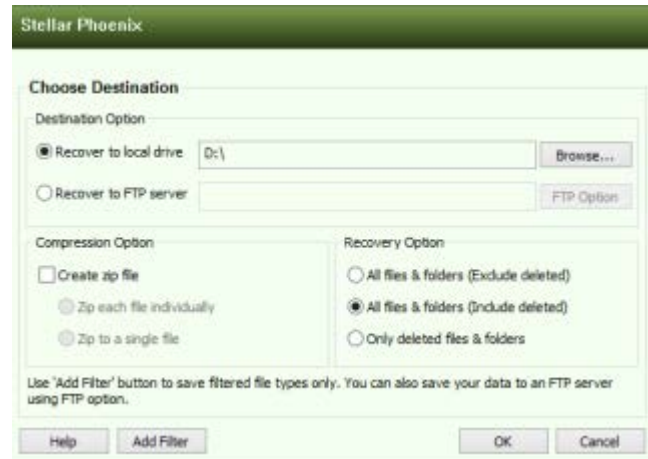 Stellar Phoenix
Choose Destination
Destination Option
Recover to local drive D:\ Browse...
Recover to FTP server FTP Option
Compression Option Recovery Option
Create zip file All files & folders (Exclude deleted)
Zip each file individually All files & folders (Include deleted)
Zip to a single file Only deleted files & folders
Use 'Add Filter' button to save filtered file types only. You can also save your data to an FTP server
using FTP option.
Help Add Filter OK Cancel